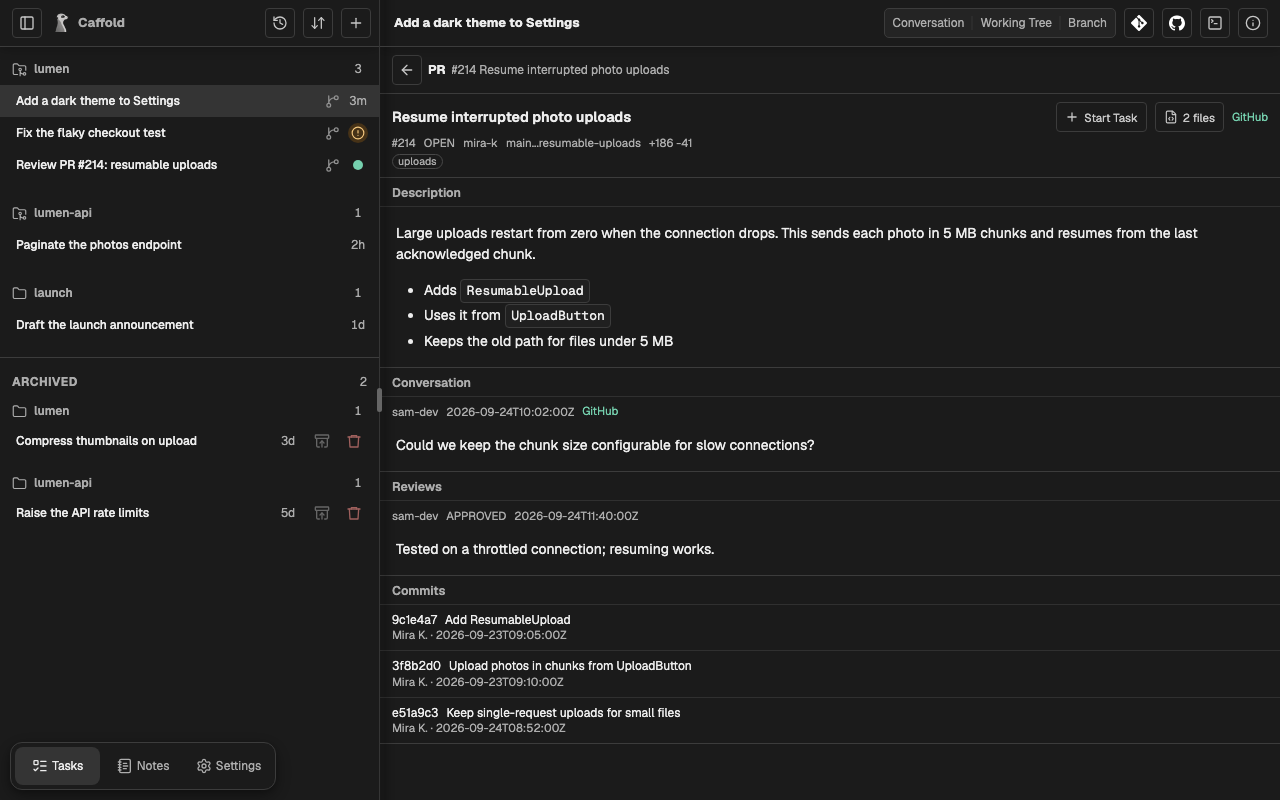 Caffold
lumen 3
Add a dark theme to Settings 3m
Fix the flaky checkout test
Review PR #214: resumable uploads
lumen-api 1
Paginate the photos endpoint 2h
launch 1
Draft the launch announcement 1d
ARCHIVED 2
lumen 1
Compress thumbnails on upload 3d
lumen-api 1
Raise the API rate limits 5d
Tasks Notes Settings
Add a dark theme to Settings
Conversation Working Tree Branch
PR #214 Resume interrupted photo uploads
Resume interrupted photo uploads
Start Task 2 files GitHub
#214 OPEN mira-k main...resumable-uploads +186 -41
uploads
Description
Large uploads restart from zero when the connection drops. This sends each photo in 5 MB chunks and resumes from the last
acknowledged chunk.
• Adds ResumableUpload
• Uses it from UploadButton
• Keeps the old path for files under 5 MB
Conversation
sam-dev 2026-09-24T10:02:00Z GitHub
Could we keep the chunk size configurable for slow connections?
Reviews
sam-dev APPROVED 2026-09-24T11:40:00Z
Tested on a throttled connection; resuming works.
Commits
9c1e4a7 Add ResumableUpload
Mira K. · 2026-09-23T09:05:00Z
3f8b2d0 Upload photos in chunks from UploadButton
Mira K. · 2026-09-23T09:10:00Z
e51a9c3 Keep single-request uploads for small files
Mira K. · 2026-09-24T08:52:00Z